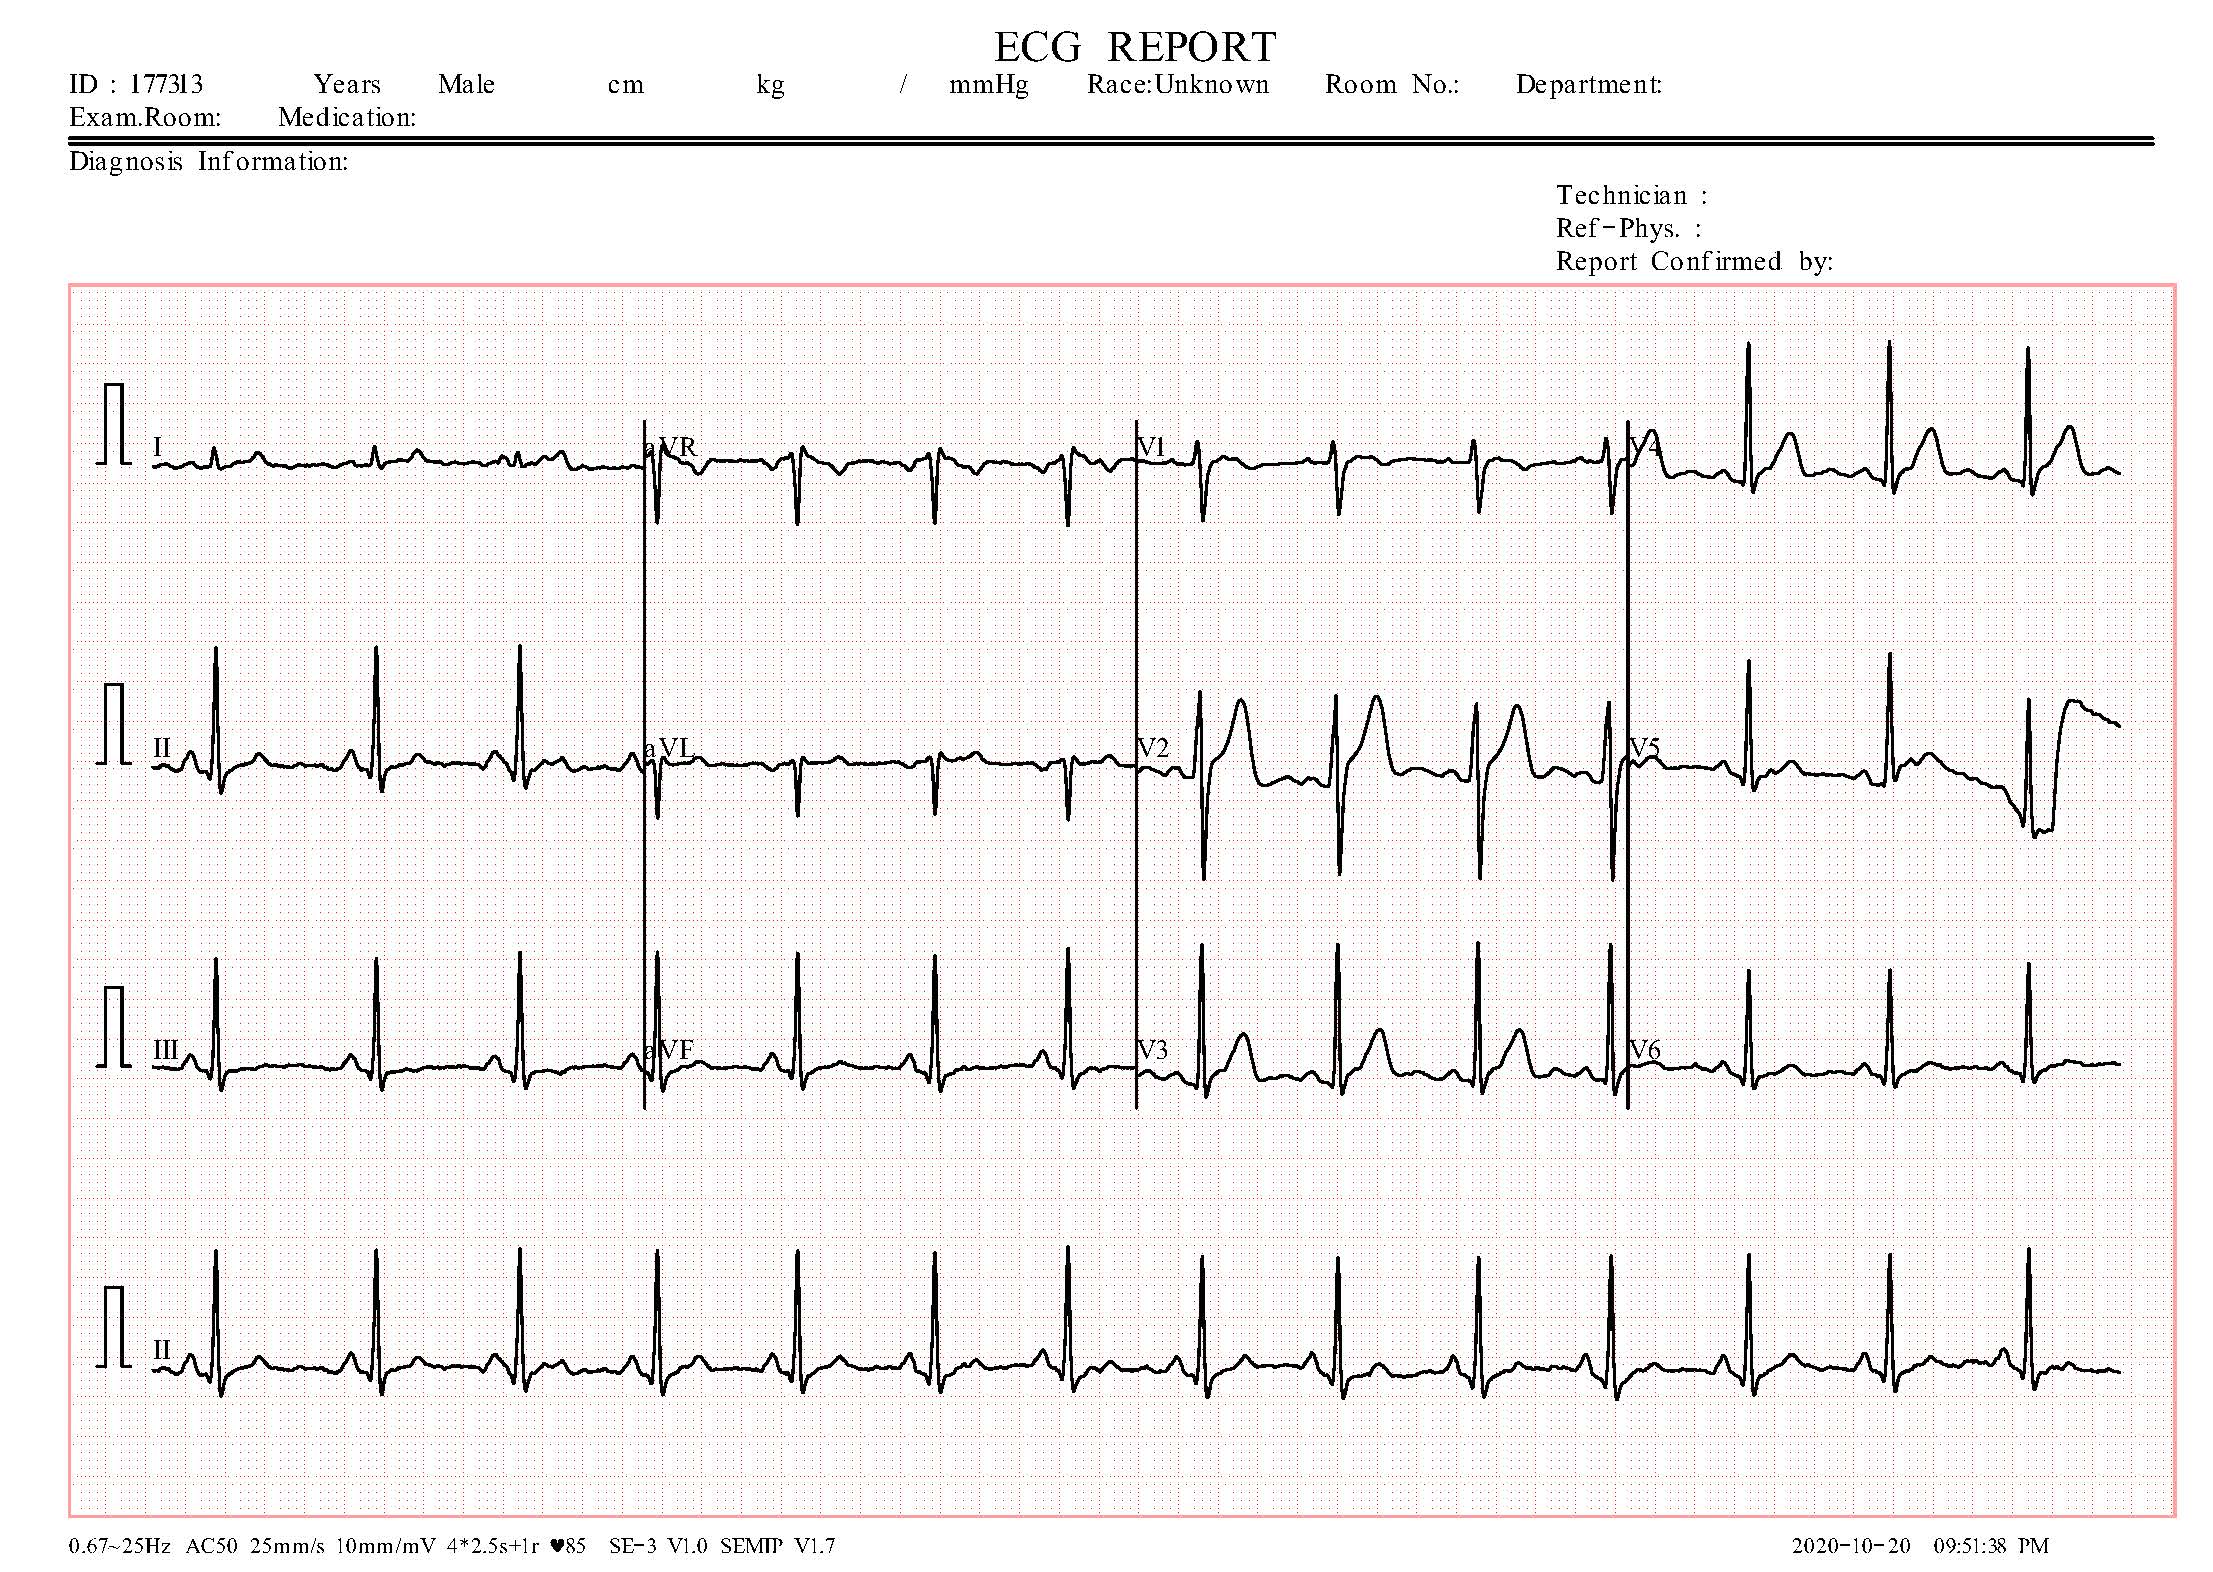 ECG REPORT
ID : 177313 Years Male cm kg / mmHg Race:Unknown Room No.: Department:
Exam.Room: Medication:
Diagnosis Information:
Technician :
Ref-Phys. :
Report Confirmed by:
I aVR V1 V4
II aVL V2 V5
III aVF V3 V6
II
0.67~25Hz AC50 25mm/s 10mm/mV 4*2.5s+1r ♥85 SE-3 V1.0 SEMIP V1.7 2020-10-20 09:51:38 PM